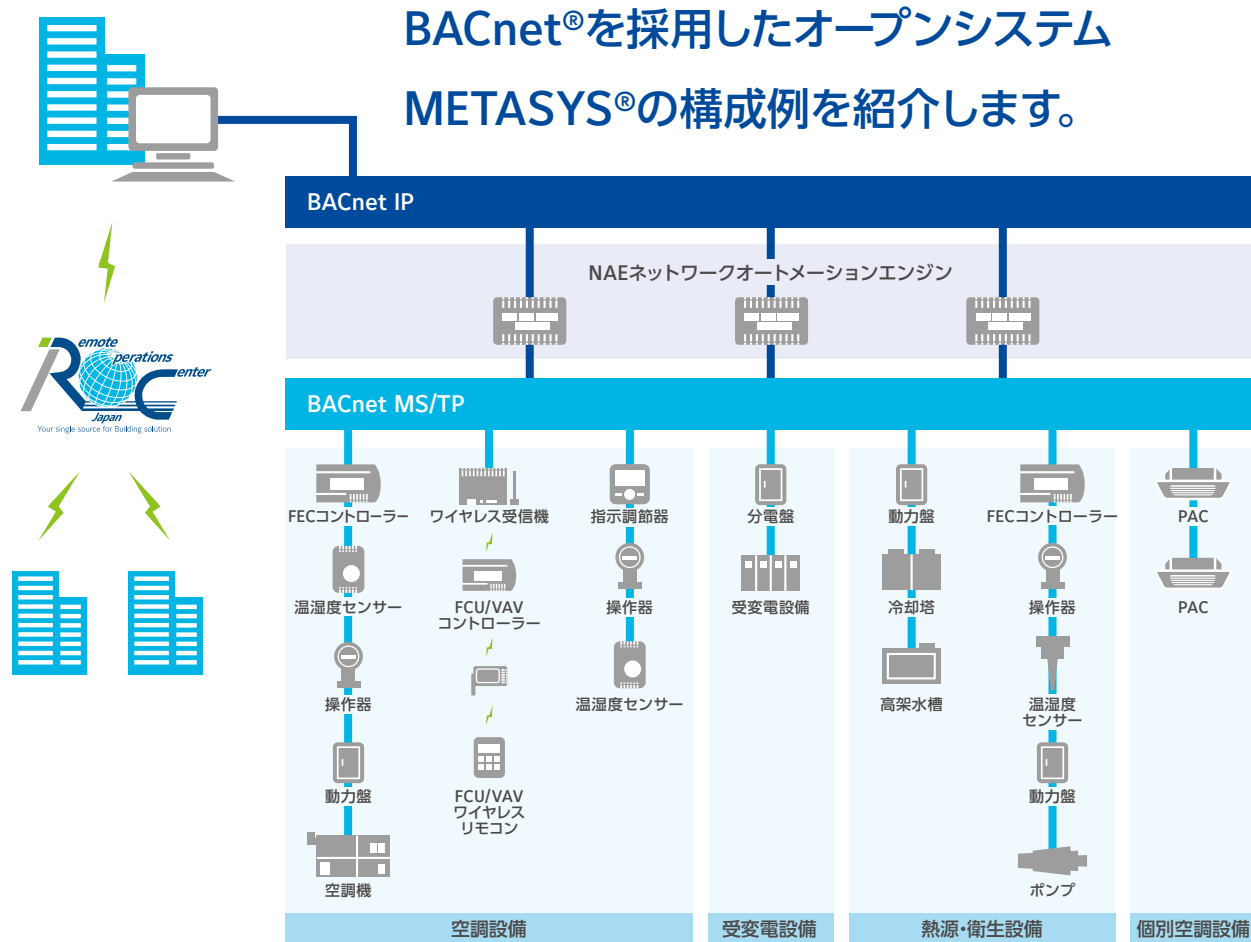 BACnet®を採用したオープンシステム
METASYS®の構成例を紹介します。
BACnet IP
NAEネットワークオートメーションエンジン
Remote
Operations
Center
Japan
Your single source for Building solution
BACnet MS/TP
FECコントローラー
温湿度センサー
操作器
動力盤
空調機
ワイヤレス受信機
FCU/VAV
コントローラー
FCU/VAV
ワイヤレス
リモコン
指示調節器
操作器
温湿度センサー
空調設備
分電盤
受変電設備
受変電設備
動力盤
冷却塔
高架水槽
FECコントローラー
操作器
温湿度
センサー
動力盤
ポンプ
熱源・衛生設備
PAC
PAC
個別空調設備